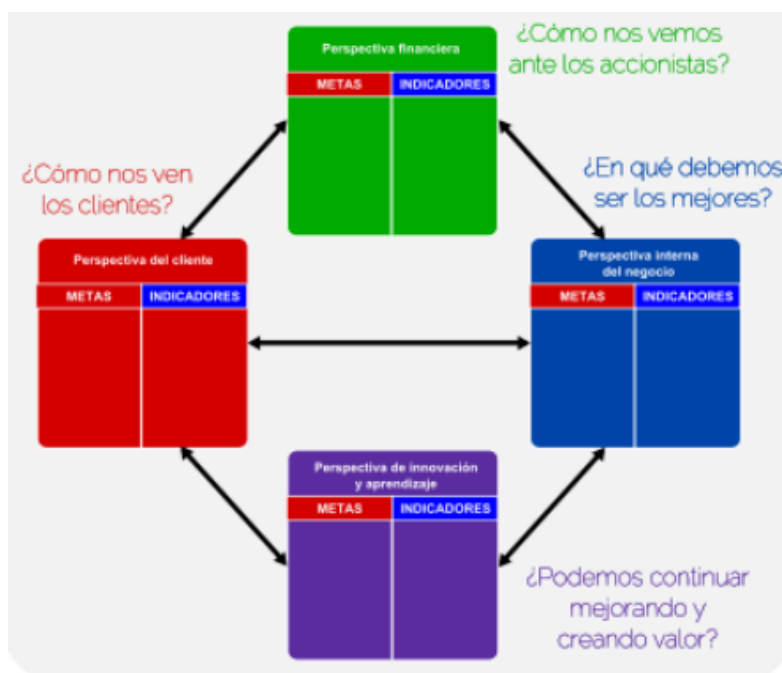 Perspectiva financiera
METAS INDICADORES
¿Cómo nos vemos
ante los accionistas?
¿Cómo nos ven
los clientes?
¿En qué debemos
ser los mejores?
Perspectiva del cliente
METAS INDICADORES
Perspectiva interna
del negocio
METAS INDICADORES
Perspectiva de innovación
y aprendizaje
METAS INDICADORES
¿Podemos continuar
mejorando y
creando valor?